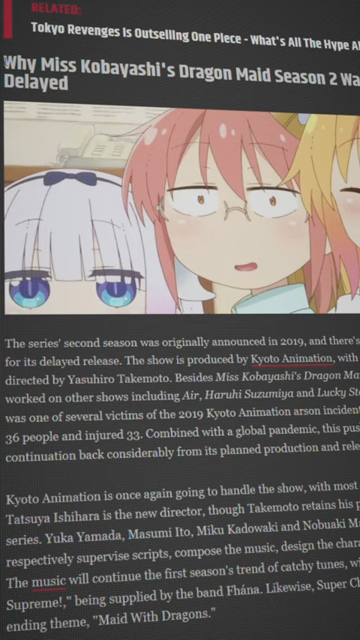 RELATED:
Tokyo Revengers Is Outselling One Piece - What's All The Hype
Why Miss Kobayashi's Dragon Maid Season 2
Delayed
The series' second season was originally announced in 2019, and there's
for its delayed release. The show is produced by Kyoto Animation, with
directed by Yasuhiro Takemoto. Besides Miss Kobayashi's Dragon
worked on other shows including Air, Haruhi Suzumiya and Lucky
was one of several victims of the 2019 Kyoto Animation arson
36 people and injured 33. Combined with a global pandemic, this
continuation back considerably from its planned production and
Kyoto Animation is once again going to handle the show, with most
Tatsuya Ishihara is the new director, though Takemoto retains his
series. Yuka Yamada, Masumi Ito, Miku Kadowaki and Nobuaki
respectively supervise scripts, compose the music, design the
The music will continue the first season's trend of catchy tunes,
Supreme!," being supplied by the band Fhána. Likewise, Super
ending theme, "Maid With Dragons."